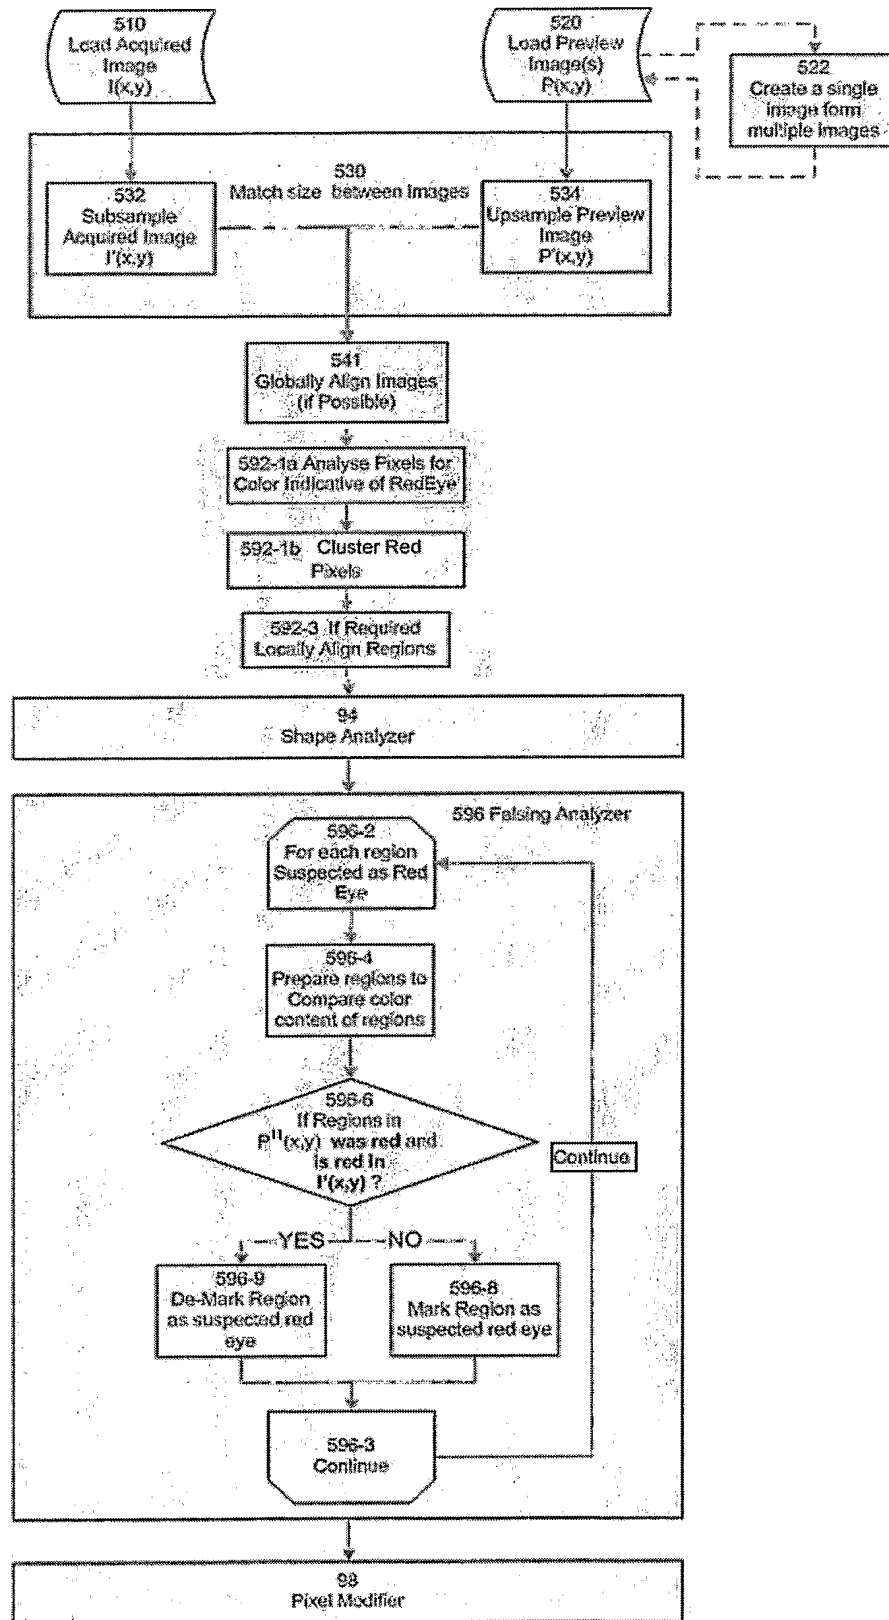 510
Load Acquired
Image
I(x,y)
520
Load Preview
Image(s)
P(x,y)
522
Create a single
image form
multiple images
530
Match size between Images
532
Subsample
Acquired Image
I'(x,y)
534
Upsample Preview
Image
P'(x,y)
541
Globally Align Images
(if Possible)
592-1a Analyse Pixels for
Color Indicative of RedEye
592-1b Cluster Red
Pixels
592-3 If Required
Locally Align Regions
94
Shape Analyzer
596 Falsing Analyzer
596-2
For each region
Suspected as Red
Eye
596-4
Prepare regions to
Compare color
content of regions
596-6
If Regions in
P''(x,y) was red and
is red In
I'(x,y) ?
Continue
YES
NO
596-9
De-Mark Region
as suspected red
eye
596-8
Mark Region as
suspected red eye
596-3
Continue
98
Pixel Modifier